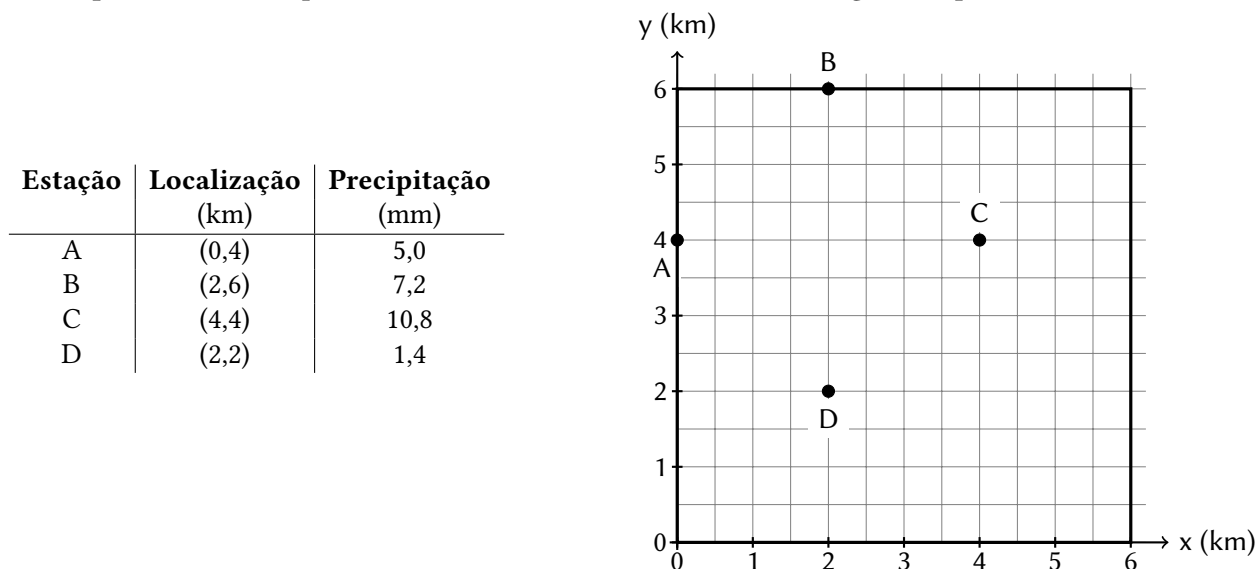 Estação Localização Precipitação
(km) (mm)
A (0,4) 5,0
B (2,6) 7,2
C (4,4) 10,8
D (2,2) 1,4
y (km)
B
6
5
C
4
A
3
2
D
1
0
x (km)
0 1 2 3 4 5 6